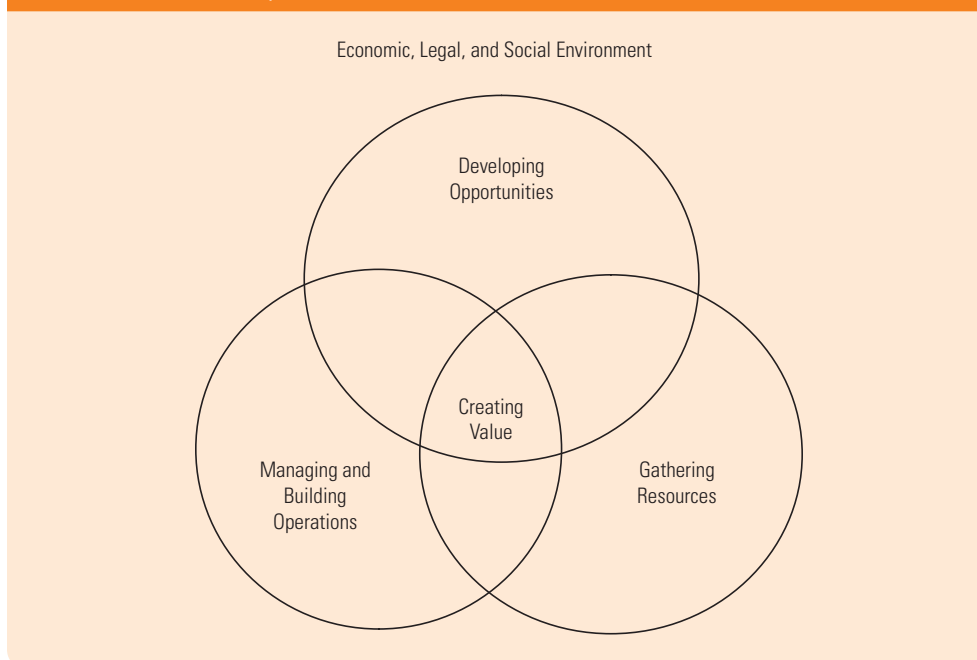 Economic, Legal, and Social Environment
Developing
Opportunities
Creating
Value
Managing and
Building
Operations
Gathering
Resources